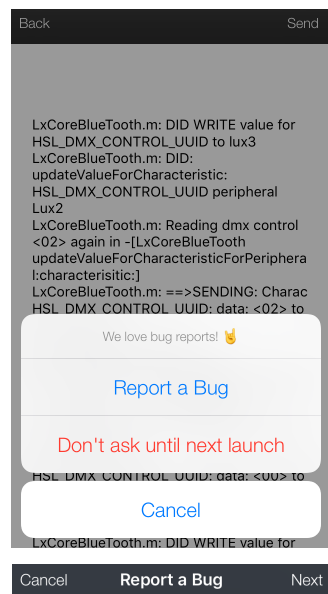 Back Send
LxCoreBlueTooth.m: DID WRITE value for
HSL_DMX_CONTROL_UUID to lux3
LxCoreBlueTooth.m: DID:
updateValueForCharacteristic:
HSL_DMX_CONTROL_UUID peripheral
Lux2
LxCoreBlueTooth.m: Reading dmx control
<02> again in -[LxCoreBlueTooth
updateValueForCharacteristicForPeriphera
l:characterisitic:]
LxCoreBlueTooth.m: ==>SENDING: Charac
HSL_DMX_CONTROL_UUID: data: <02> to
We love bug reports! 🤘
Report a Bug
Don't ask until next launch
HSL_DMX_CONTROL_UUID: data: <00> to
Cancel
LxCoreBlueTooth.m: DID WRITE value for
Cancel Report a Bug Next